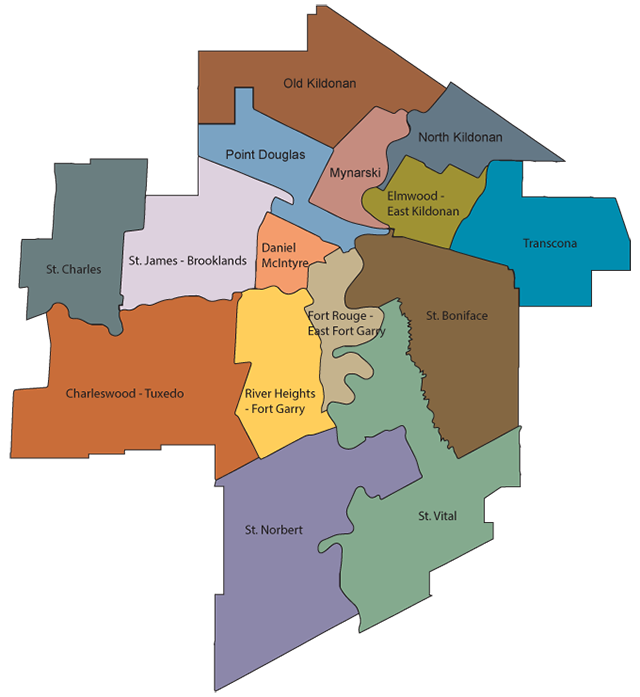 Old Kildonan
North Kildonan
Point Douglas
Mynarski
Elmwood -
East Kildonan
Transcona
St. Charles
St. James - Brooklands
Daniel
McIntyre
Fort Rouge -
East Fort Garry
St. Boniface
Charleswood - Tuxedo
River Heights
- Fort Garry
St. Norbert
St. Vital